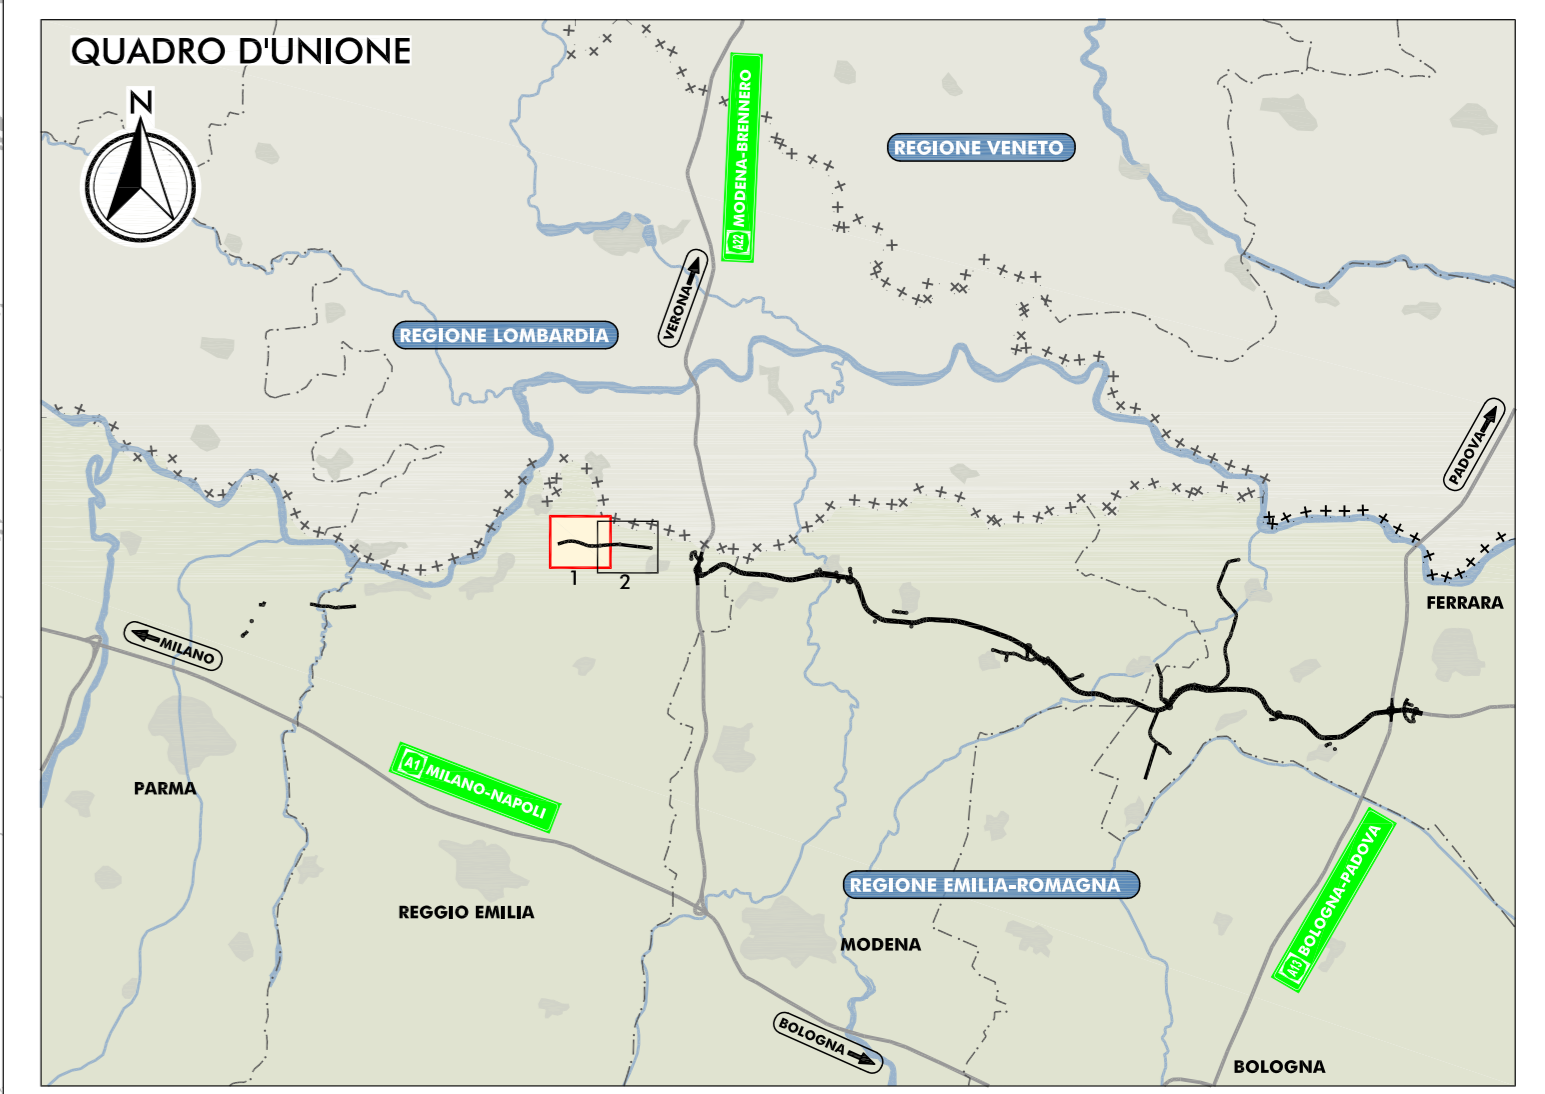 QUADRO D'UNIONE
N
A22 MODENA-BRENNERO
REGIONE VENETO
VERONA
REGIONE LOMBARDIA
PADOVA
1
2
FERRARA
MILANO
PARMA
A1 MILANO-NAPOLI
REGIONE EMILIA-ROMAGNA
A13 BOLOGNA-PADOVA
REGGIO EMILIA
MODENA
BOLOGNA
BOLOGNA